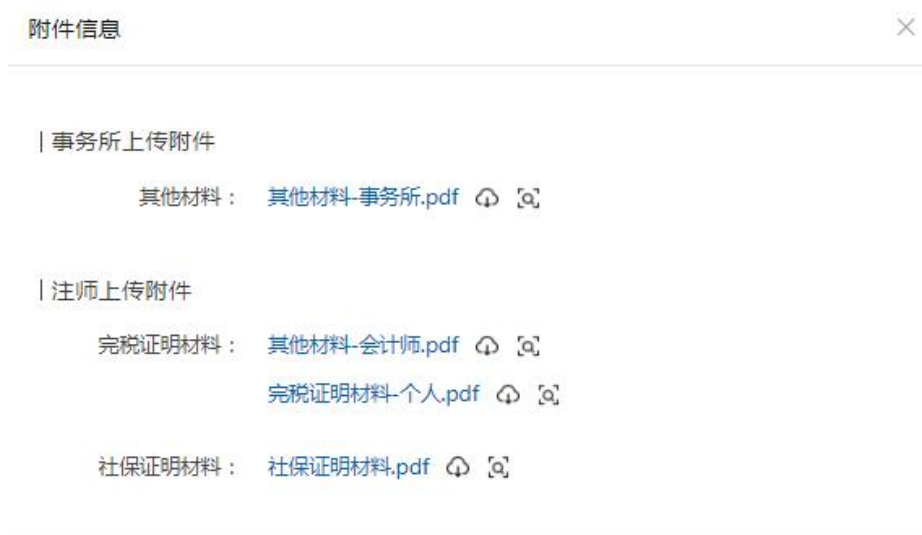 附件信息
|事务所上传附件
其他材料： 其他材料-事务所.pdf
|注师上传附件
完税证明材料： 其他材料-会计师.pdf
完税证明材料-个人.pdf
社保证明材料： 社保证明材料.pdf